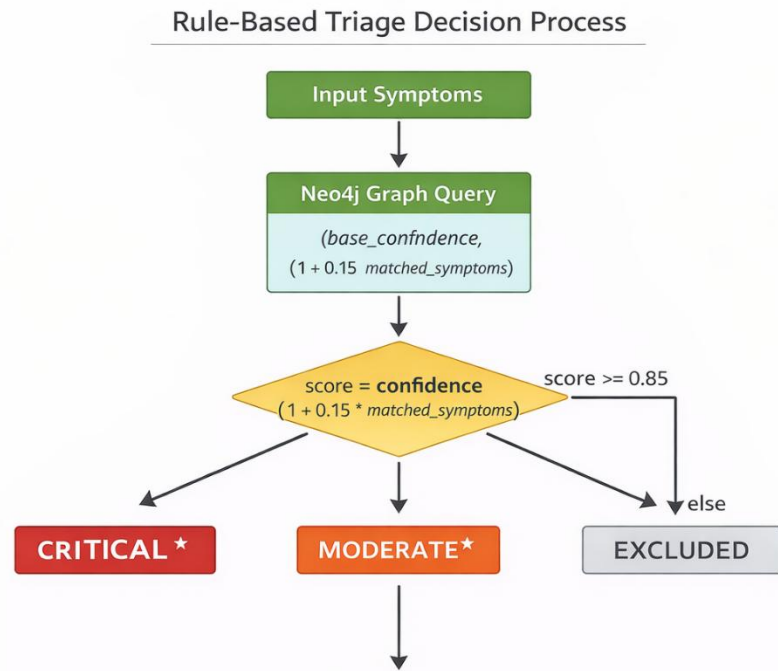 Rule-Based Triage Decision Process
Input Symptoms
Neo4j Graph Query
(base_confndence,
(1 + 0.15 matched_symptoms)
score = confidence
(1 + 0.15 * matched_symptoms)
score >= 0.85
else
CRITICAL ★
MODERATE★
EXCLUDED